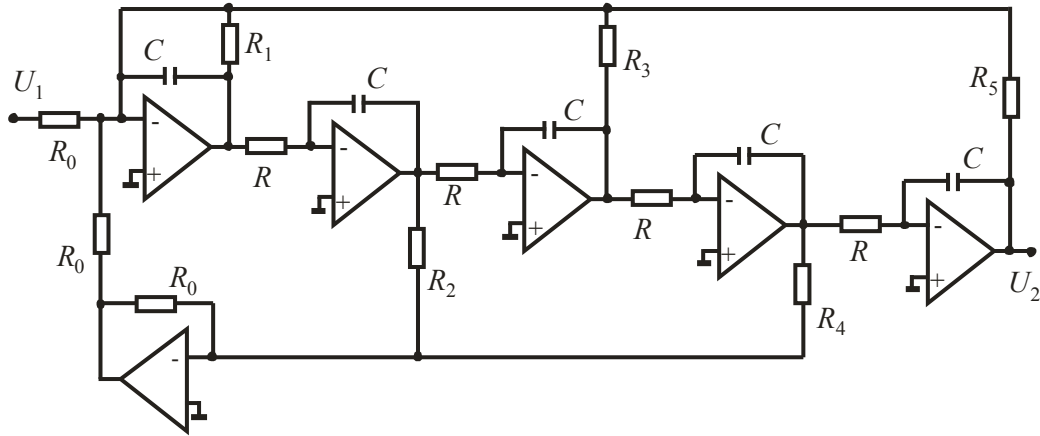 U₁
R₀
C
R₁
-
+
R
C
-
+
R
R₂
C
-
+
R₃
R
C
-
+
R
R₄
C
-
+
R₅
U₂
R₀
R₀
-
+